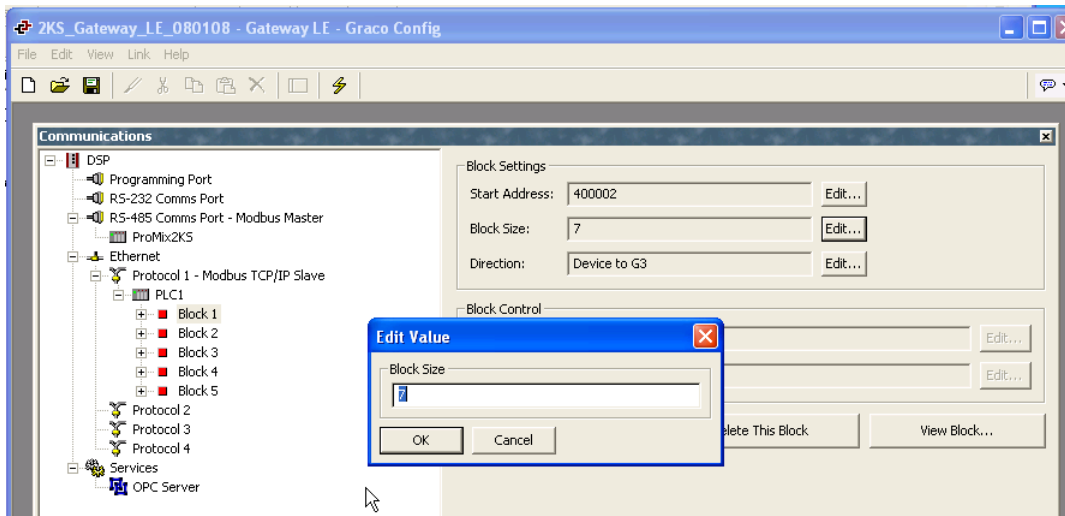 2KS_Gateway_LE_080108 - Gateway LE - Graco Config
File Edit View Link Help
Communications
DSP
Programming Port
RS-232 Comms Port
RS-485 Comms Port - Modbus Master
ProMix2KS
Ethernet
Protocol 1 - Modbus TCP/IP Slave
PLC1
Block 1
Block 2
Block 3
Block 4
Block 5
Protocol 2
Protocol 3
Protocol 4
Services
OPC Server
Block Settings
Start Address: 400002 Edit...
Block Size: 7 Edit...
Direction: Device to G3 Edit...
Block Control
Edit...
Edit...
This Block View Block...
Edit Value
Block Size
7
OK Cancel